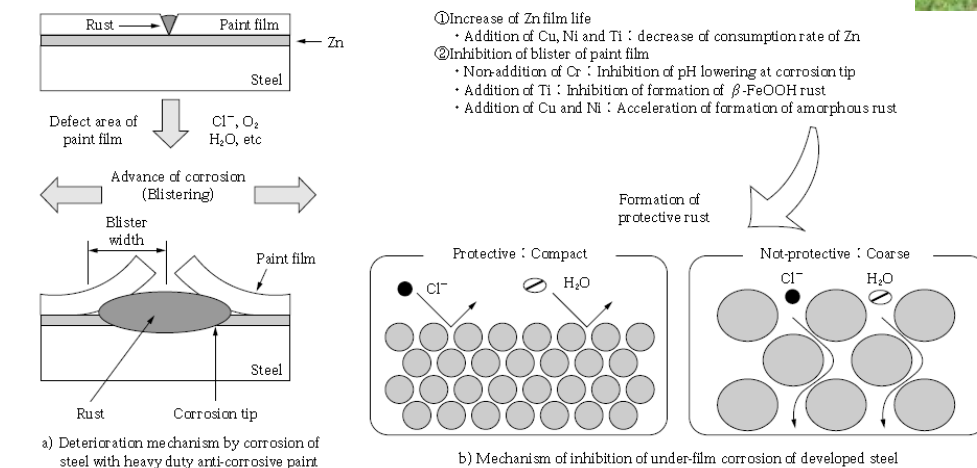 Rust
Paint film
Zn
Steel
Defect area of
paint film
Cl⁻, O₂
H₂O, etc
Advance of corrosion
(Blistering)
Blister
width
Paint film
Steel
Rust
Corrosion tip
a) Deterioration mechanism by corrosion of
steel with heavy duty anti-corrosive paint
①Increase of Zn film life
・Addition of Cu, Ni and Ti：decrease of consumption rate of Zn
②Inhibition of blister of paint film
・Non-addition of Cr：Inhibition of pH lowering at corrosion tip
・Addition of Ti：Inhibition of formation of β-FeOOH rust
・Addition of Cu and Ni：Acceleration of formation of amorphous rust
Formation of
protective rust
Protective：Compact
Cl⁻
H₂O
Not-protective：Coarse
Cl⁻
H₂O
b) Mechanism of inhibition of under-film corrosion of developed steel